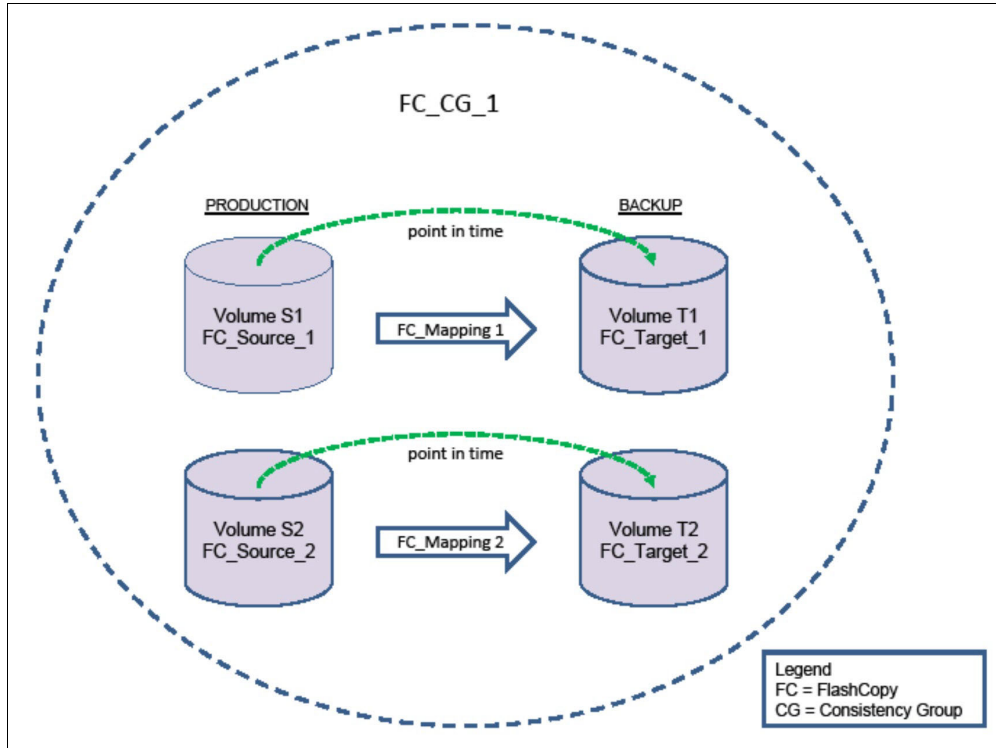 FC_CG_1
PRODUCTION
BACKUP
point in time
Volume S1
FC_Source_1
FC_Mapping 1
Volume T1
FC_Target_1
point in time
Volume S2
FC_Source_2
FC_Mapping 2
Volume T2
FC_Target_2
Legend
FC = FlashCopy
CG = Consistency Group